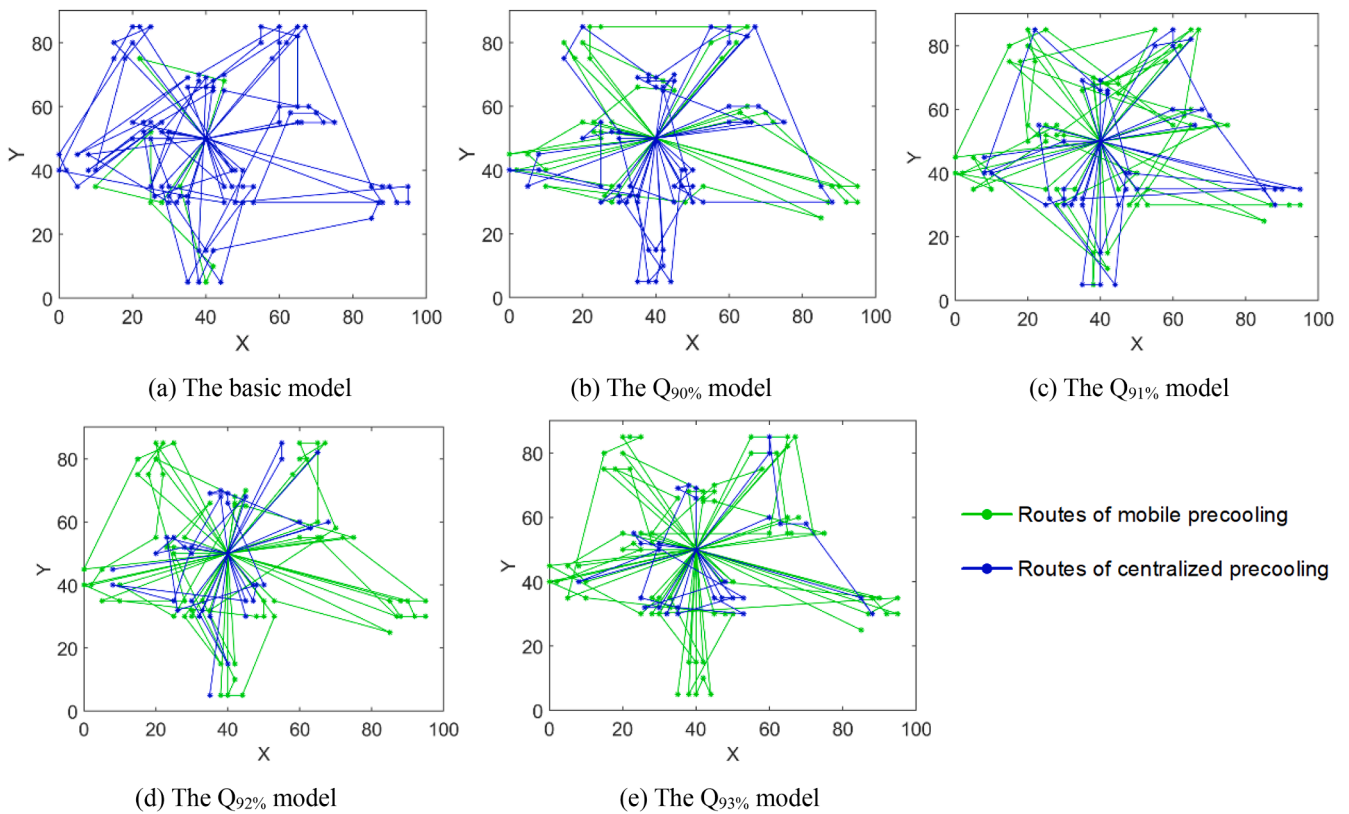 80
60
40
20
0
Y
0 20 40 60 80 100
X
(a) The basic model
80
60
40
20
0
Y
0 20 40 60 80 100
X
(b) The Q90% model
80
60
40
20
0
Y
0 20 40 60 80 100
X
(c) The Q91% model
80
60
40
20
0
Y
0 20 40 60 80 100
X
(d) The Q92% model
80
60
40
20
0
Y
0 20 40 60 80 100
X
(e) The Q93% model
Routes of mobile precooling
Routes of centralized precooling